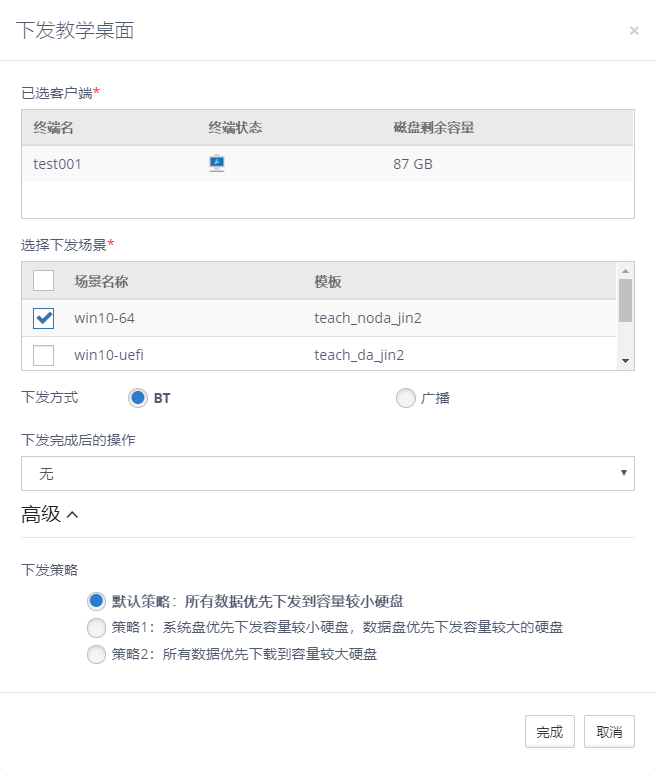 下发教学桌面 ×
已选客户端*
终端名 终端状态 磁盘剩余容量
test001 87 GB
选择下发场景*
场景名称 模板
win10-64 teach_noda_jin2
win10-uefi teach_da_jin2
下发方式 BT 广播
下发完成后的操作
无
高级
下发策略
默认策略：所有数据优先下发到容量较小硬盘
策略1：系统盘优先下发容量较小硬盘，数据盘优先下发容量较大的硬盘
策略2：所有数据优先下载到容量较大硬盘
完成 取消